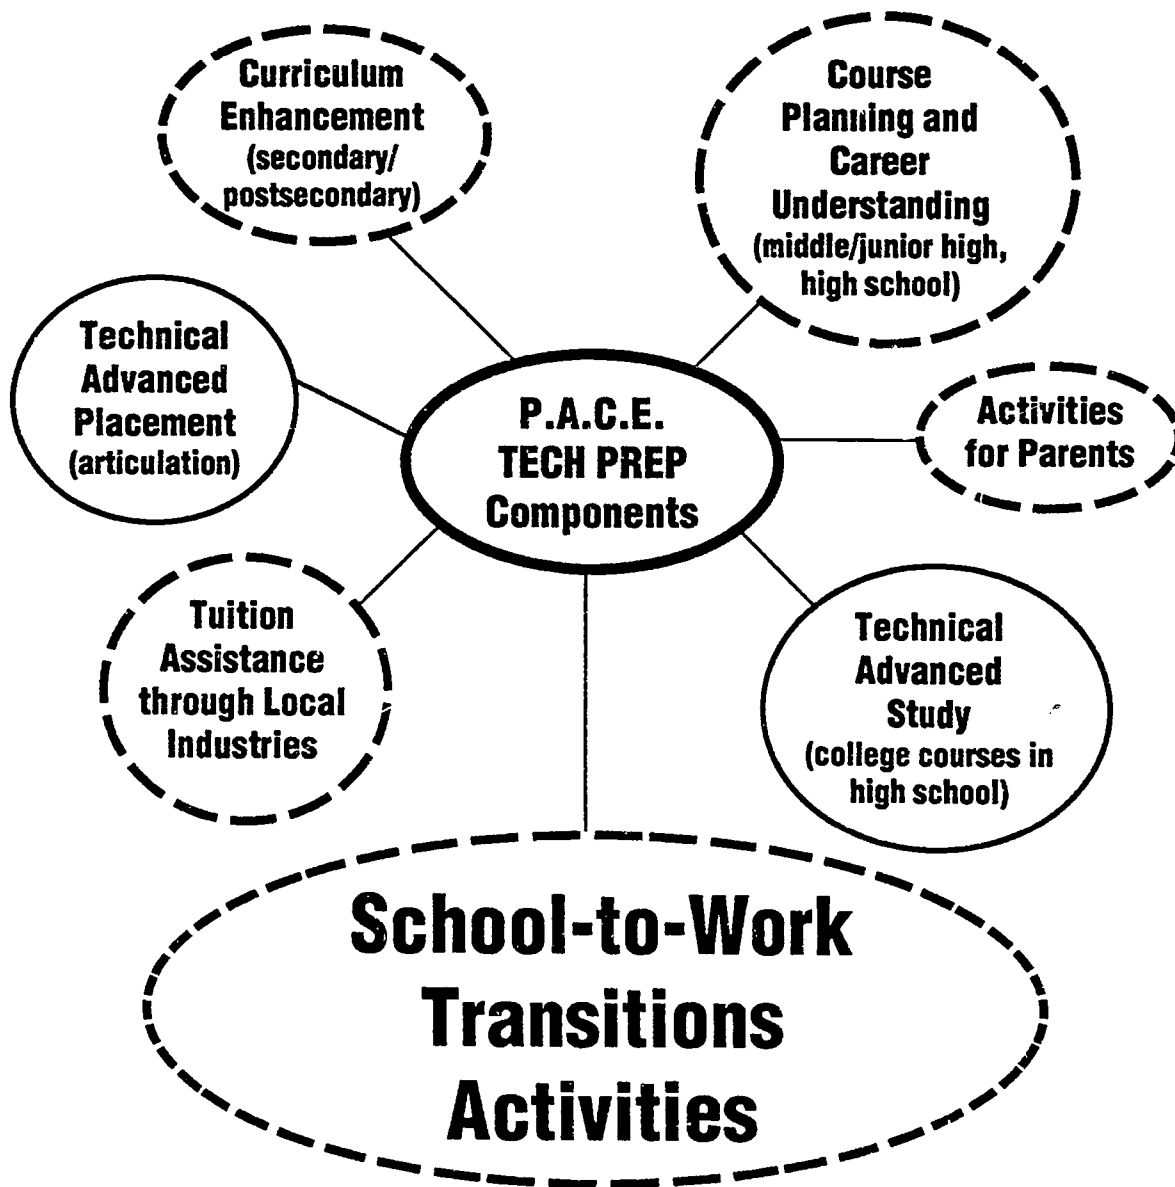 Curriculum
Enhancement
(secondary/
postsecondary)
Course
Planning and
Career
Understanding
(middle/junior high,
high school)
Technical
Advanced
Placement
(articulation)
P.A.C.E.
TECH PREP
Components
Activities
for Parents
Tuition
Assistance
through Local
Industries
Technical
Advanced
Study
(college courses in
high school)
School-to-Work
Transitions
Activities